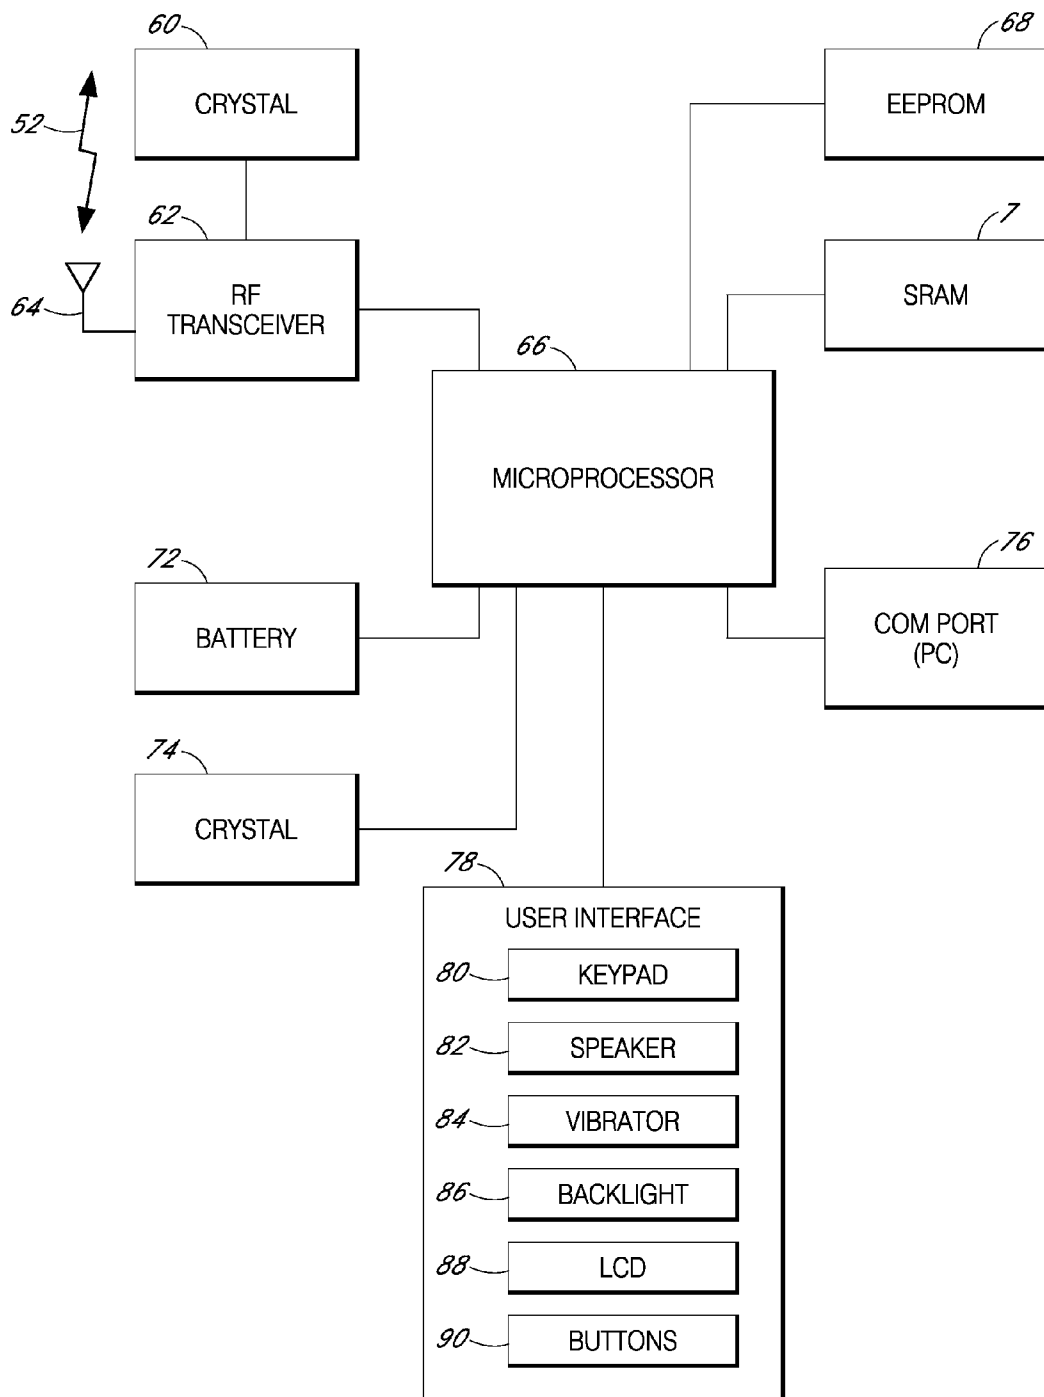 60
CRYSTAL
68
EEPROM
52
62
RF
TRANSCEIVER
64
7
SRAM
66
MICROPROCESSOR
72
BATTERY
76
COM PORT
(PC)
74
CRYSTAL
78
USER INTERFACE
80
KEYPAD
82
SPEAKER
84
VIBRATOR
86
BACKLIGHT
88
LCD
90
BUTTONS